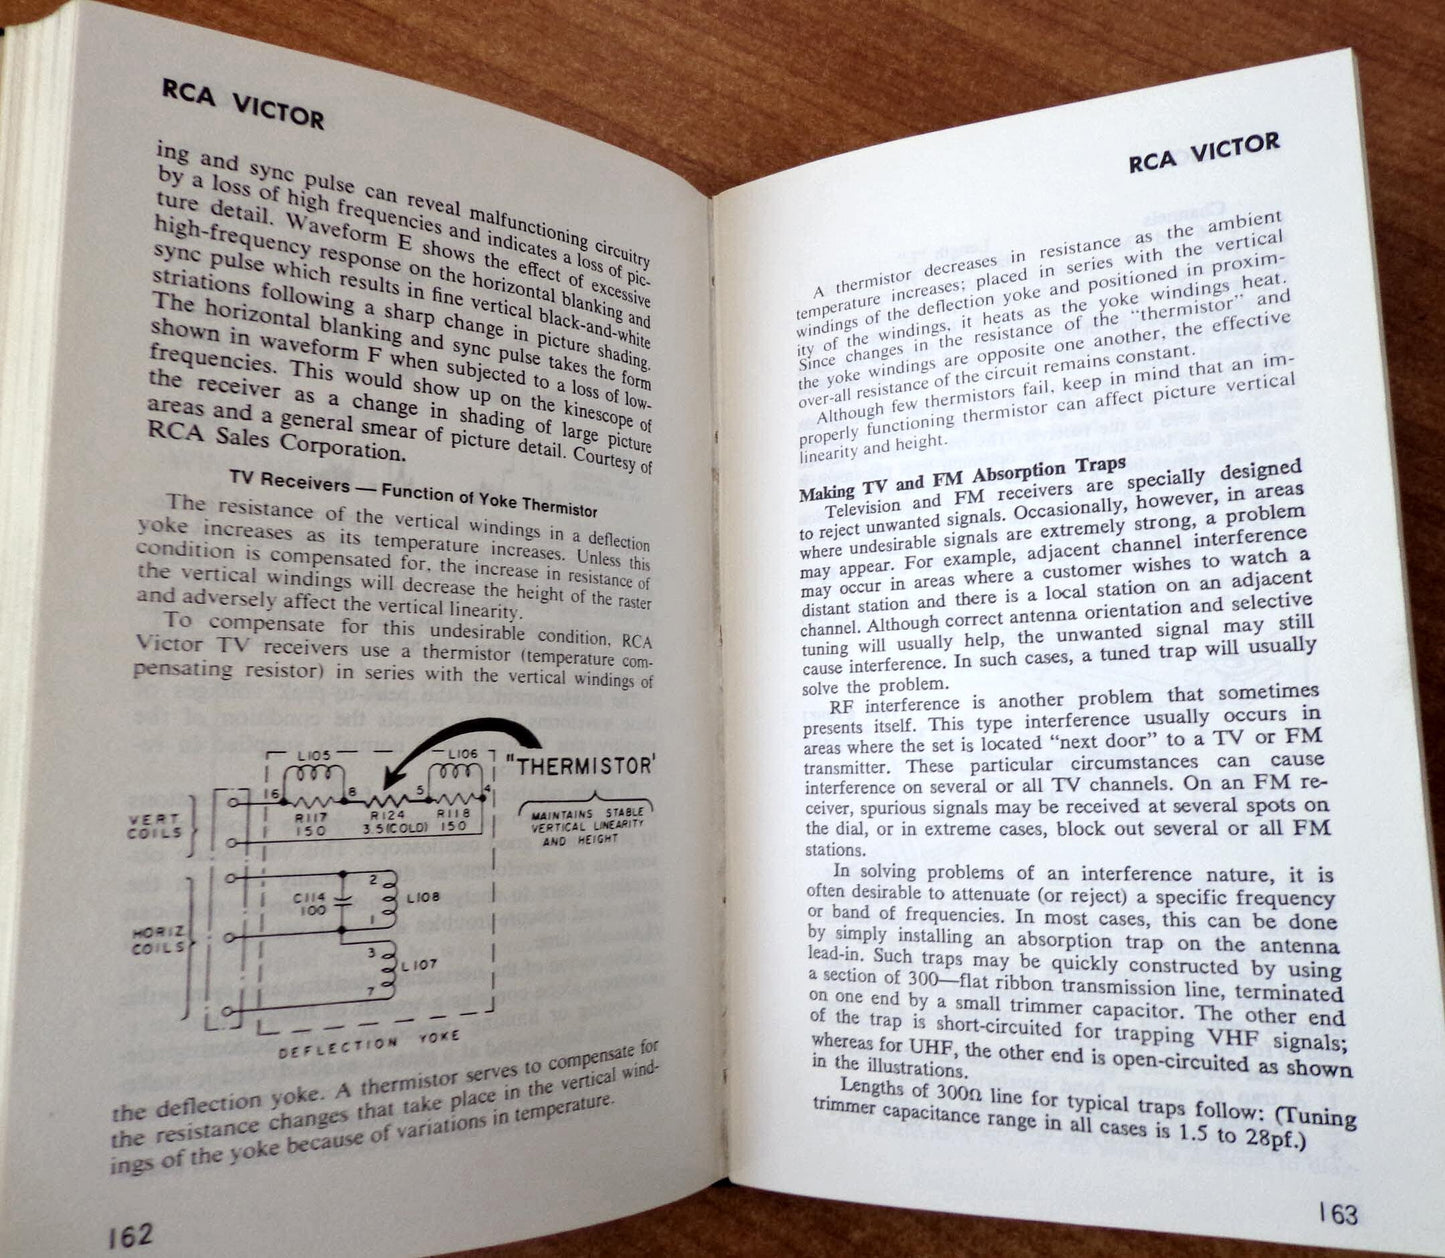 RCA VICTOR
ing and sync pulse can reveal malfunctioning circuitry
by a loss of high frequencies and indicates a loss of pic-
ture detail. Waveform E shows the effect of excessive
high-frequency response on the horizontal blanking and
sync pulse which results in fine vertical black-and-white
striations following a sharp change in picture shading.
The horizontal blanking and sync pulse takes the form
shown in waveform F when subjected to a loss of low-
frequencies. This would show up on the kinescope of
the receiver as a change in shading of large picture
areas and a general smear of picture detail. Courtesy of
RCA Sales Corporation.
TV Receivers — Function of Yoke Thermistor
The resistance of the vertical windings in a deflection
yoke increases as its temperature increases. Unless this
condition is compensated for, the increase in resistance of
the vertical windings will decrease the height of the raster
and adversely affect the vertical linearity.
To compensate for this undesirable condition, RCA
Victor TV receivers use a thermistor (temperature com-
pensating resistor) in series with the vertical windings of
L105 L106
"THERMISTOR'
16 8 5 4
R117 R124 R118
150 3.5(COLD) 150
VERT
COILS
MAINTAINS STABLE
VERTICAL LINEARITY
AND HEIGHT
2
C114
100
L108
1
HORIZ
COILS
3
L107
7
DEFLECTION YOKE
the deflection yoke. A thermistor serves to compensate for
the resistance changes that take place in the vertical wind-
ings of the yoke because of variations in temperature.
162
RCA VICTOR
A thermistor decreases in resistance as the ambient
temperature increases; placed in series with the vertical
windings of the deflection yoke and positioned in proxim-
ity of the windings, it heats as the yoke windings heat.
Since changes in the resistance of the "thermistor" and
the yoke windings are opposite one another, the effective
over-all resistance of the circuit remains constant.
Although few thermistors fail, keep in mind that an im-
properly functioning thermistor can affect picture vertical
linearity and height.
Making TV and FM Absorption Traps
Television and FM receivers are specially designed
to reject unwanted signals. Occasionally, however, in areas
where undesirable signals are extremely strong, a problem
may appear. For example, adjacent channel interference
may occur in areas where a customer wishes to watch a
distant station and there is a local station on an adjacent
channel. Although correct antenna orientation and selective
tuning will usually help, the unwanted signal may still
cause interference. In such cases, a tuned trap will usually
solve the problem.
RF interference is another problem that sometimes
presents itself. This type interference usually occurs in
areas where the set is located "next door" to a TV or FM
transmitter. These particular circumstances can cause
interference on several or all TV channels. On an FM re-
ceiver, spurious signals may be received at several spots on
the dial, or in extreme cases, block out several or all FM
stations.
In solving problems of an interference nature, it is
often desirable to attenuate (or reject) a specific frequency
or band of frequencies. In most cases, this can be done
by simply installing an absorption trap on the antenna
lead-in. Such traps may be quickly constructed by using
a section of 300—flat ribbon transmission line, terminated
on one end by a small trimmer capacitor. The other end
of the trap is short-circuited for trapping VHF signals;
whereas for UHF, the other end is open-circuited as shown
in the illustrations.
Lengths of 300Ω line for typical traps follow: (Tuning
trimmer capacitance range in all cases is 1.5 to 28pf.)
163